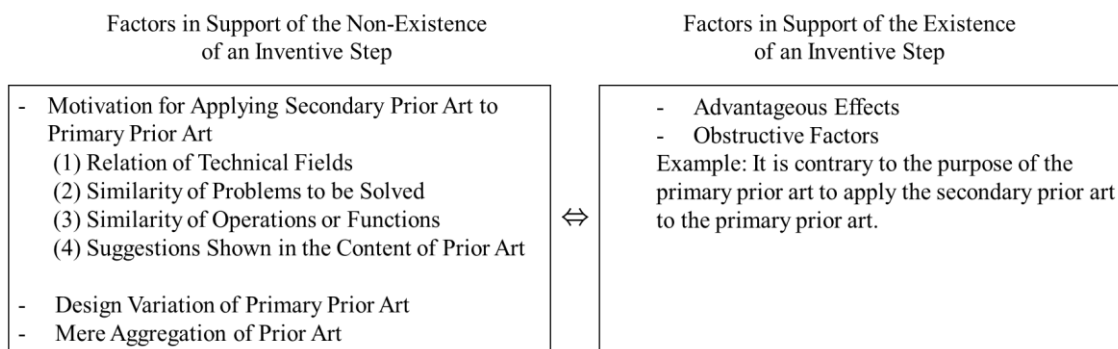 Factors in Support of the Non-Existence
of an Inventive Step
- Motivation for Applying Secondary Prior Art to
Primary Prior Art
(1) Relation of Technical Fields
(2) Similarity of Problems to be Solved
(3) Similarity of Operations or Functions
(4) Suggestions Shown in the Content of Prior Art
- Design Variation of Primary Prior Art
- Mere Aggregation of Prior Art
⇔
Factors in Support of the Existence
of an Inventive Step
- Advantageous Effects
- Obstructive Factors
Example: It is contrary to the purpose of the
primary prior art to apply the secondary prior art
to the primary prior art.